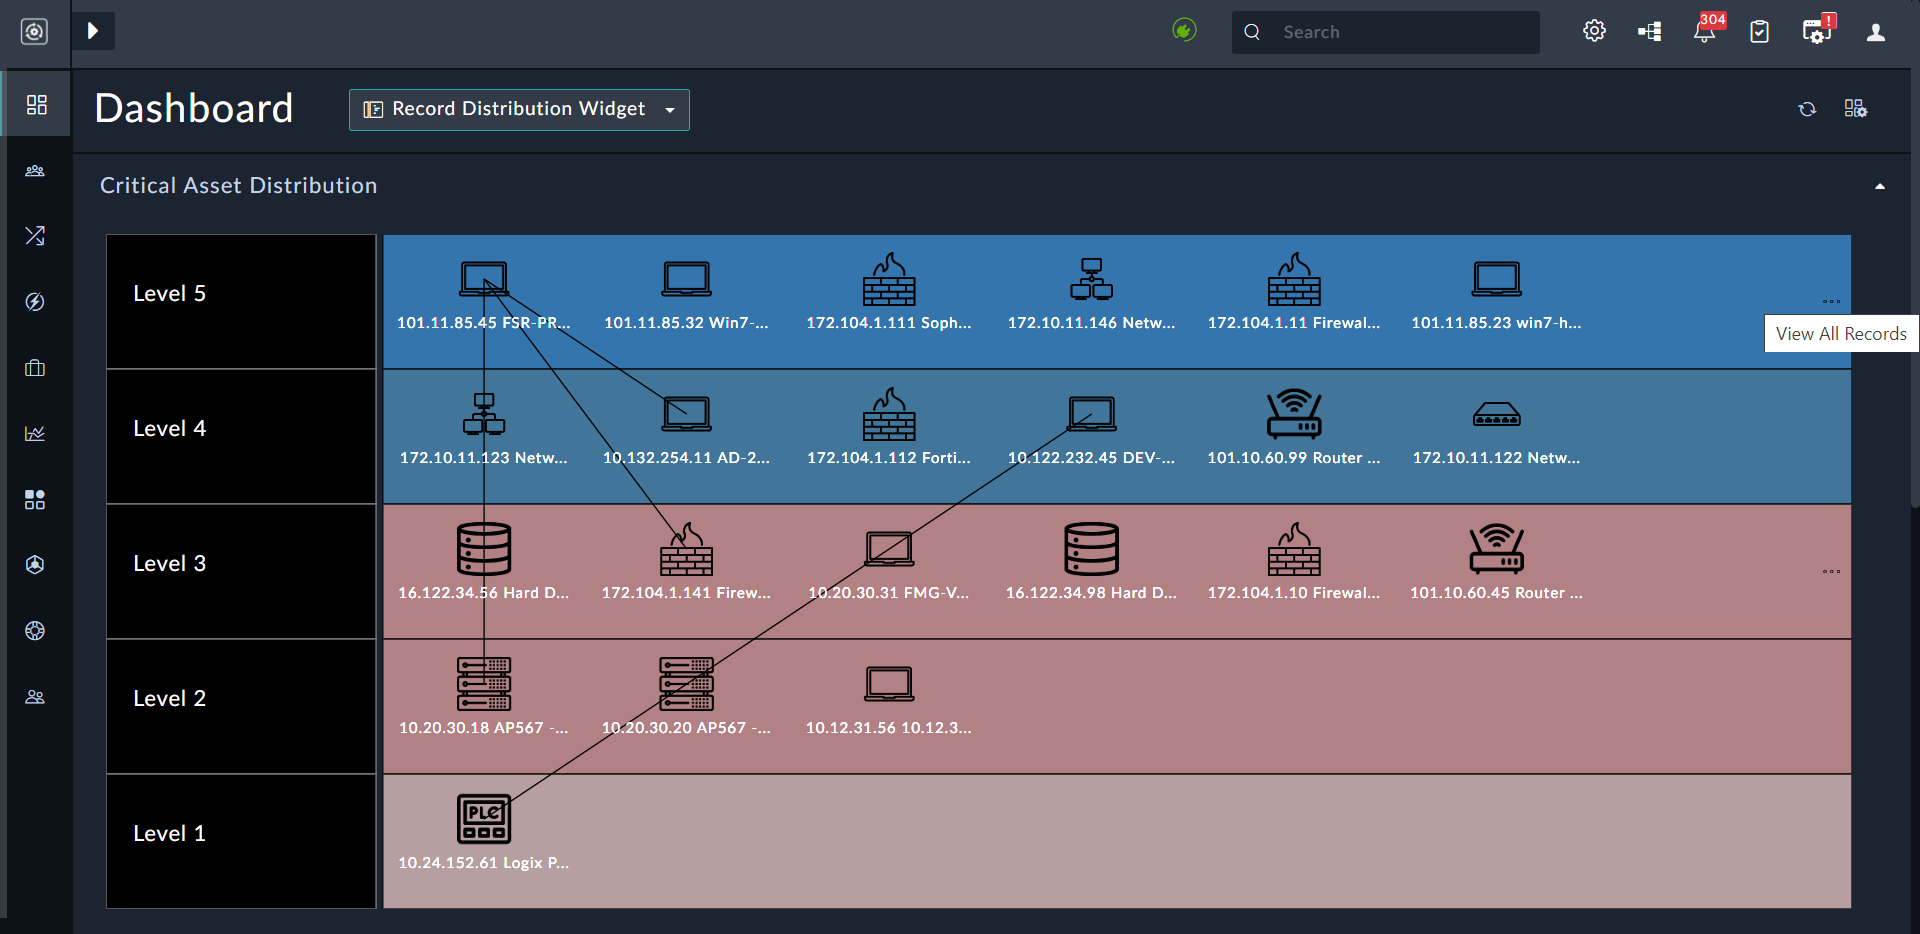 304
!
Search
Dashboard
Record Distribution Widget
Critical Asset Distribution
Level 5
101.11.85.45 FSR-PR...
101.11.85.32 Win7-...
172.104.1.111 Soph...
172.10.11.146 Netw...
172.104.1.11 Firewal...
101.11.85.23 win7-h...
View All Records
Level 4
172.10.11.123 Netw...
10.132.254.11 AD-2...
172.104.1.112 Forti...
10.122.232.45 DEV-...
101.10.60.99 Router ...
172.10.11.122 Netw...
Level 3
16.122.34.56 Hard D...
172.104.1.141 Firew...
10.20.30.31 FMG-V...
16.122.34.98 Hard D...
172.104.1.10 Firewal...
101.10.60.45 Router ...
Level 2
10.20.30.18 AP567 -...
10.20.30.20 AP567 -...
10.12.31.56 10.12.3...
Level 1
PLC
10.24.152.61 Logix P...